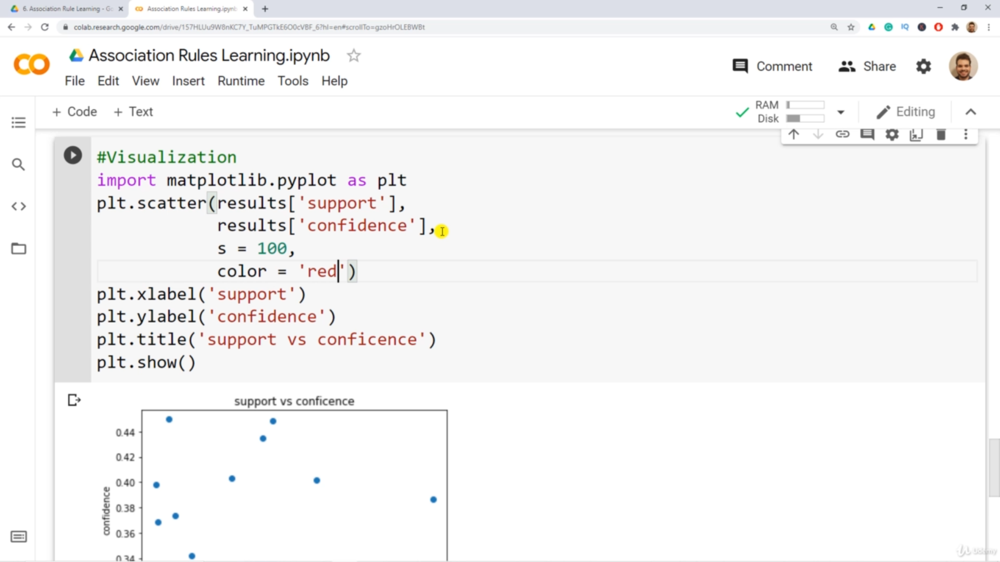 6. Association Rule Learning - Go
Association Rules Learning.ipynb
colab.research.google.com/drive/157HLUu9W8nKC7Y_TuMPGTkE6O0cVBF_6?hl=en#scrollTo=gzoHrOLEBWBt
Association Rules Learning.ipynb
Comment
Share
File Edit View Insert Runtime Tools Help
+ Code + Text
RAM
Disk
Editing
#Visualization
import matplotlib.pyplot as plt
plt.scatter(results['support'],
results['confidence'],
s = 100,
color = 'red')
plt.xlabel('support')
plt.ylabel('confidence')
plt.title('support vs conficence')
plt.show()
support vs conficence
0.44
0.42
0.40
0.38
0.36
0.34
confidence
Udemy